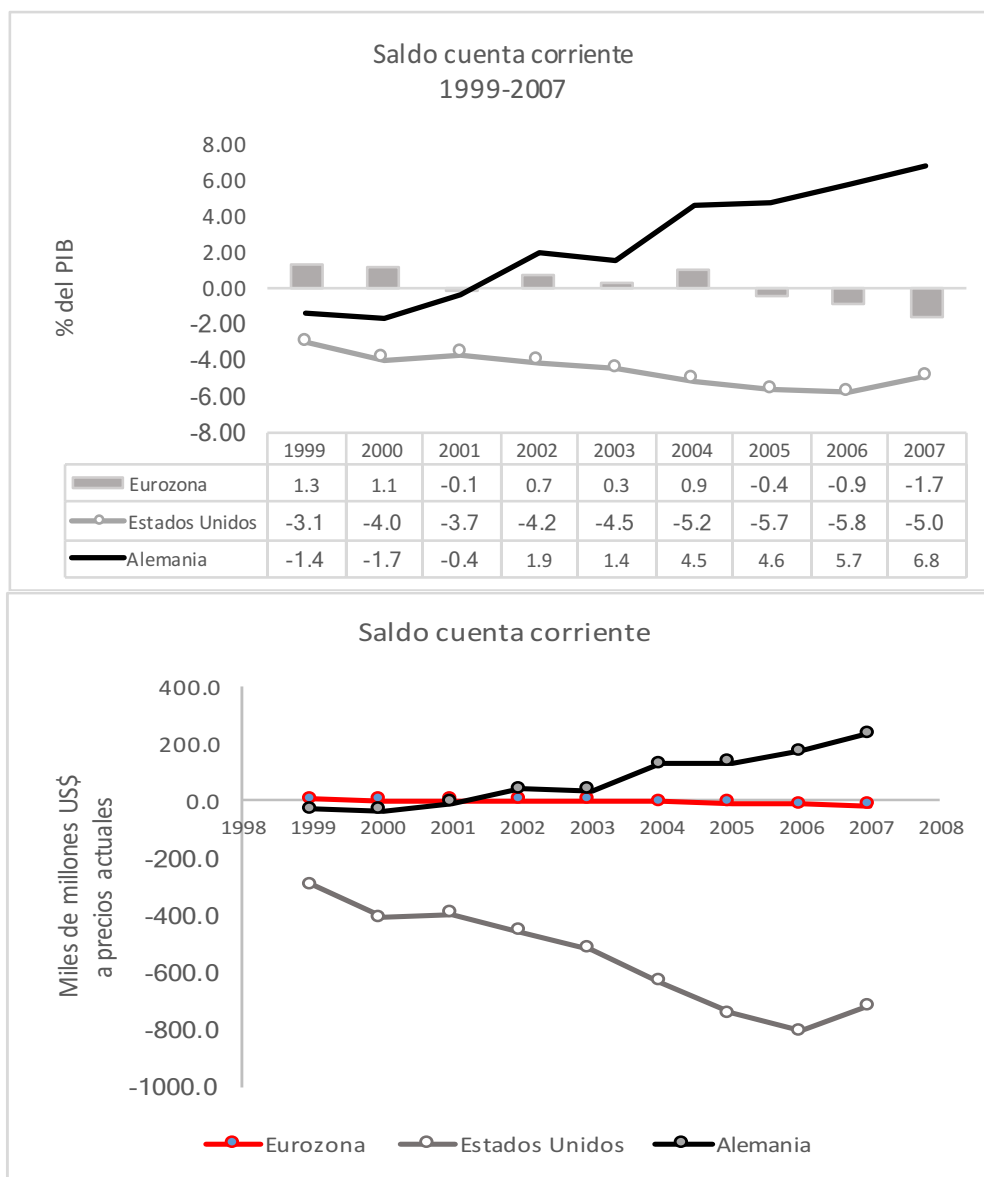 Saldo cuenta corriente
1999-2007
% del PIB
8.00
6.00
4.00
2.00
0.00
-2.00
-4.00
-6.00
-8.00
1999 2000 2001 2002 2003 2004 2005 2006 2007
Eurozona 1.3 1.1 -0.1 0.7 0.3 0.9 -0.4 -0.9 -1.7
Estados Unidos -3.1 -4.0 -3.7 -4.2 -4.5 -5.2 -5.7 -5.8 -5.0
Alemania -1.4 -1.7 -0.4 1.9 1.4 4.5 4.6 5.7 6.8
Saldo cuenta corriente
Miles de millones US$
a precios actuales
400.0
200.0
0.0
-200.0
-400.0
-600.0
-800.0
-1000.0
1998 1999 2000 2001 2002 2003 2004 2005 2006 2007 2008
Eurozona Estados Unidos Alemania